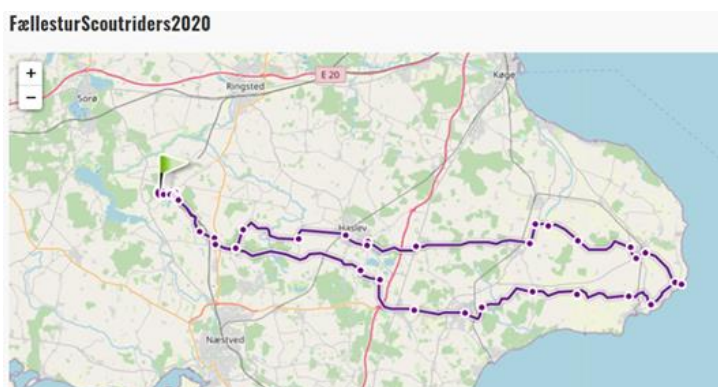 FællesturScoutriders2020
+
−
E 20
Køge
Ringsted
Sorø
Haslev
Næstved